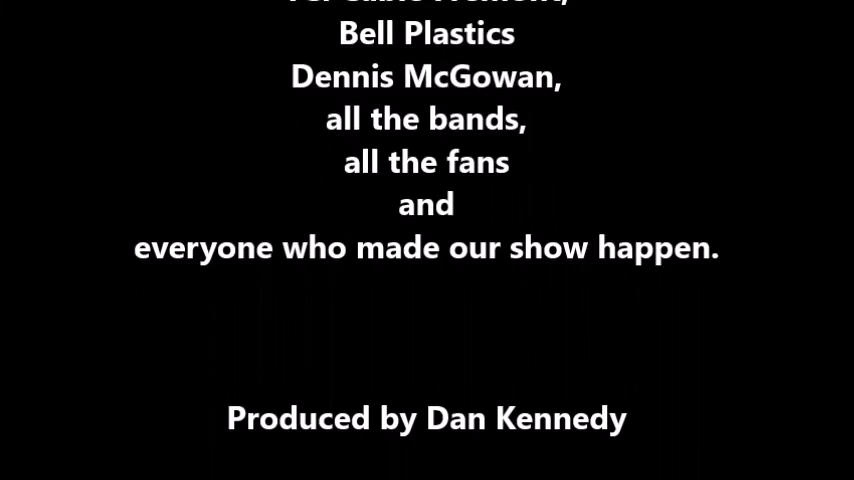 Bell Plastics
Dennis McGowan,
all the bands,
all the fans
and
everyone who made our show happen.
Produced by Dan Kennedy